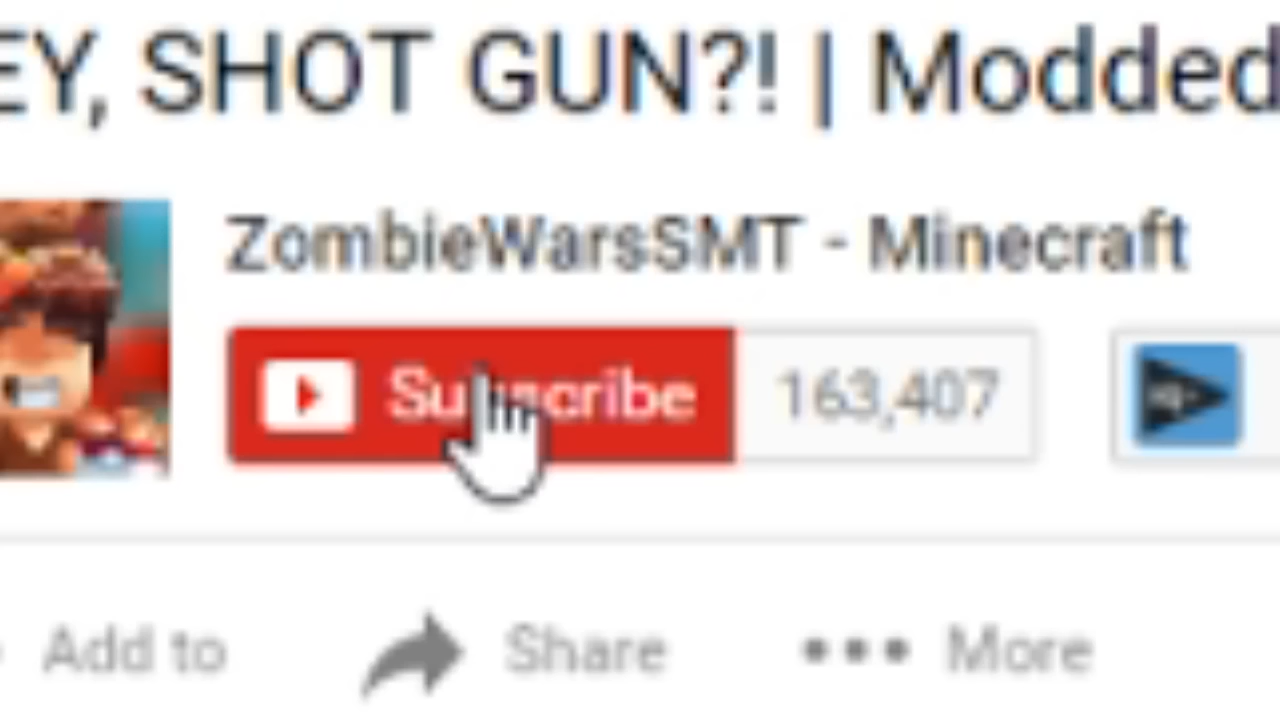 EY, SHOT GUN?! | Modded
ZombieWarsSMT - Minecraft
Subscribe 163,407
Add to Share More